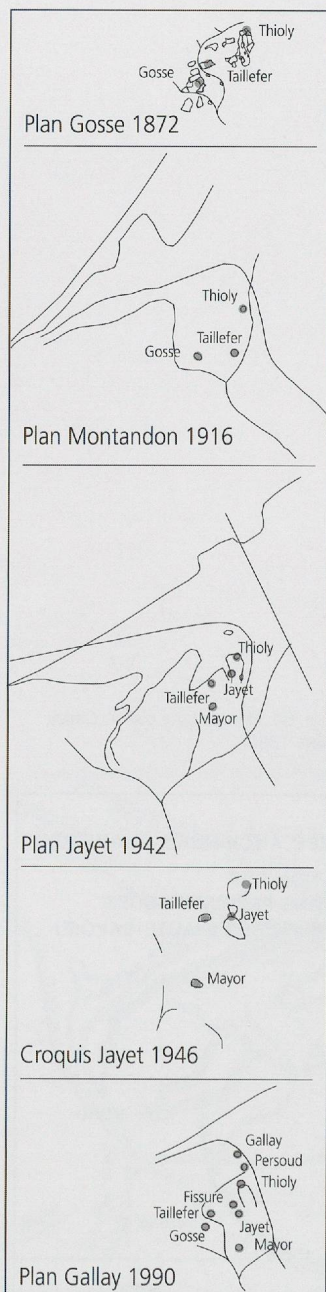 Thioly
Gosse
Taillefer
Plan Gosse 1872
Thioly
Taillefer
Gosse
Plan Montandon 1916
Thioly
Jayet
Taillefer
Mayor
Plan Jayet 1942
Thioly
Taillefer
Jayet
Mayor
Croquis Jayet 1946
Gallay
Persoud
Thioly
Fissure
Taillefer
Jayet
Gosse
Mayor
Plan Gallay 1990